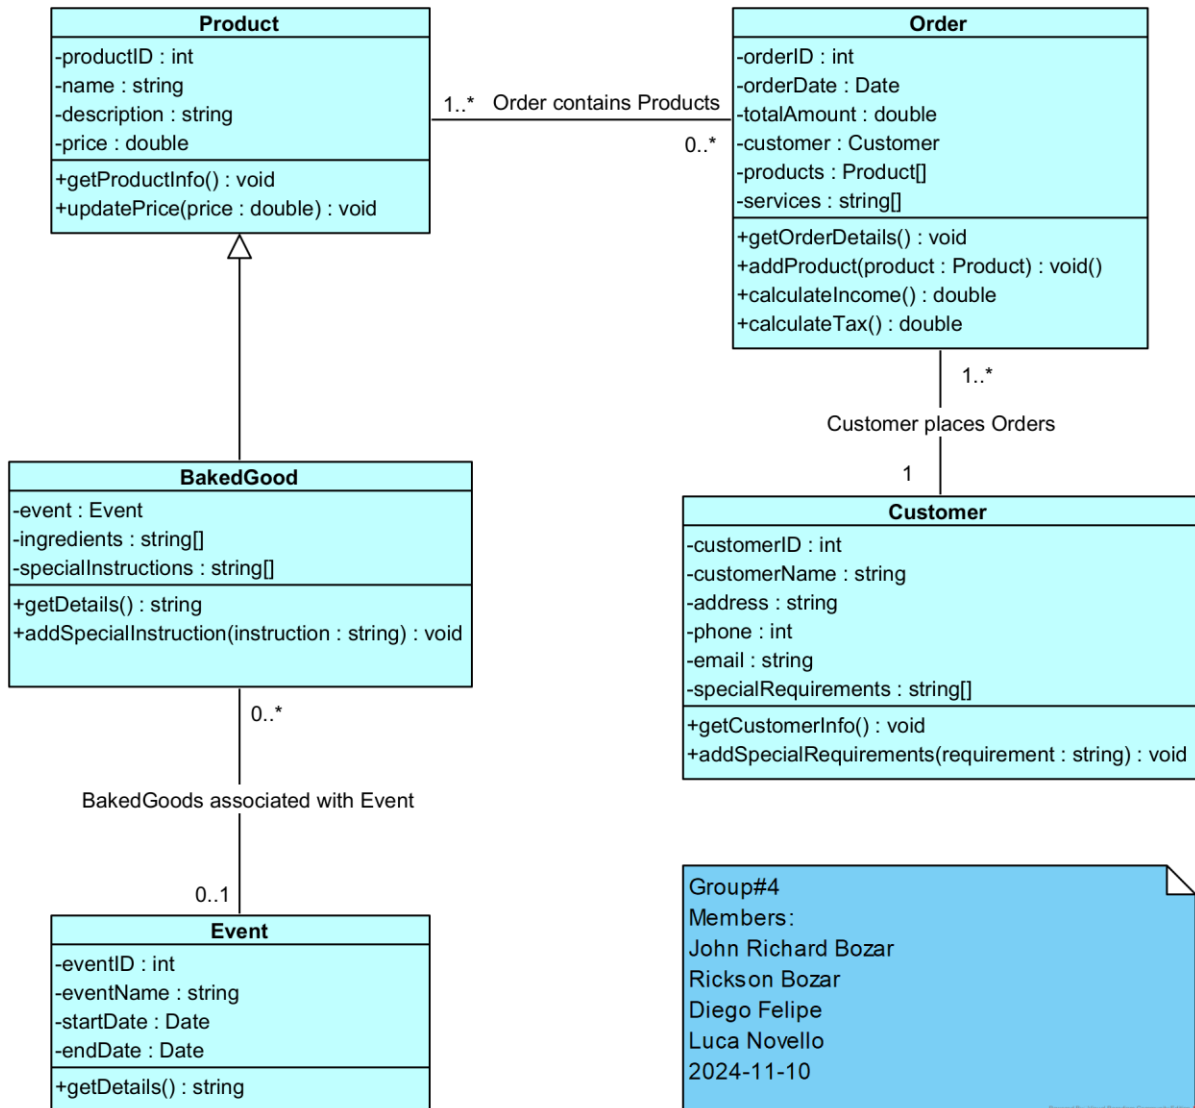 Product
-productID : int
-name : string
-description : string
-price : double
+getProductInfo() : void
+updatePrice(price : double) : void
1..* Order contains Products
0..*
Order
-orderID : int
-orderDate : Date
-totalAmount : double
-customer : Customer
-products : Product[]
-services : string[]
+getOrderDetails() : void
+addProduct(product : Product) : void()
+calculateIncome() : double
+calculateTax() : double
1..*
Customer places Orders
1
BakedGood
-event : Event
-ingredients : string[]
-specialInstructions : string[]
+getDetails() : string
+addSpecialInstruction(instruction : string) : void
Customer
-customerID : int
-customerName : string
-address : string
-phone : int
-email : string
-specialRequirements : string[]
+getCustomerInfo() : void
+addSpecialRequirements(requirement : string) : void
0..*
BakedGoods associated with Event
0..1
Event
-eventID : int
-eventName : string
-startDate : Date
-endDate : Date
+getDetails() : string
Group#4
Members:
John Richard Bozar
Rickson Bozar
Diego Felipe
Luca Novello
2024-11-10